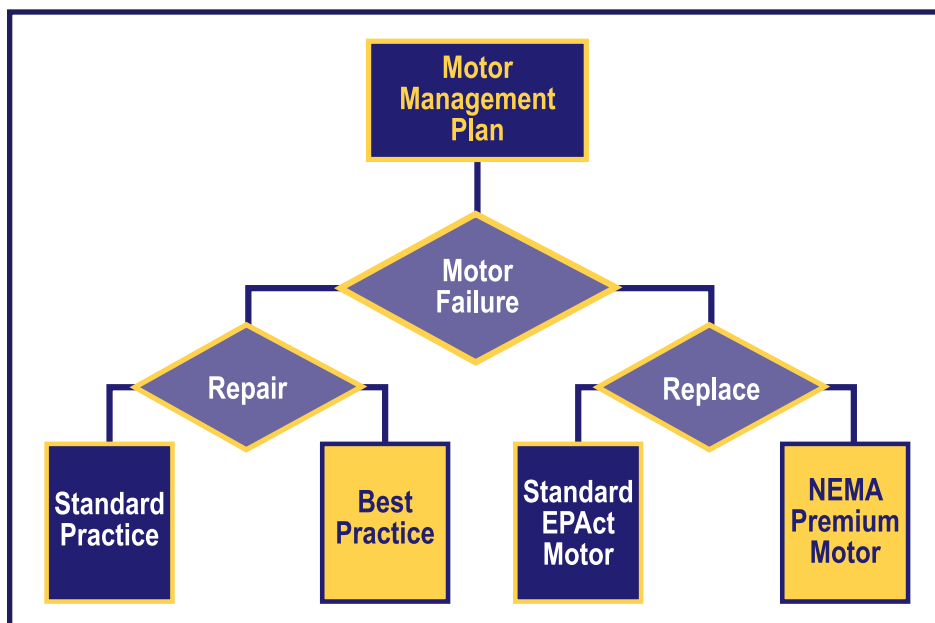 Motor
Management
Plan
Motor
Failure
Repair
Replace
Standard
Practice
Best
Practice
Standard
EPAct
Motor
NEMA
Premium
Motor